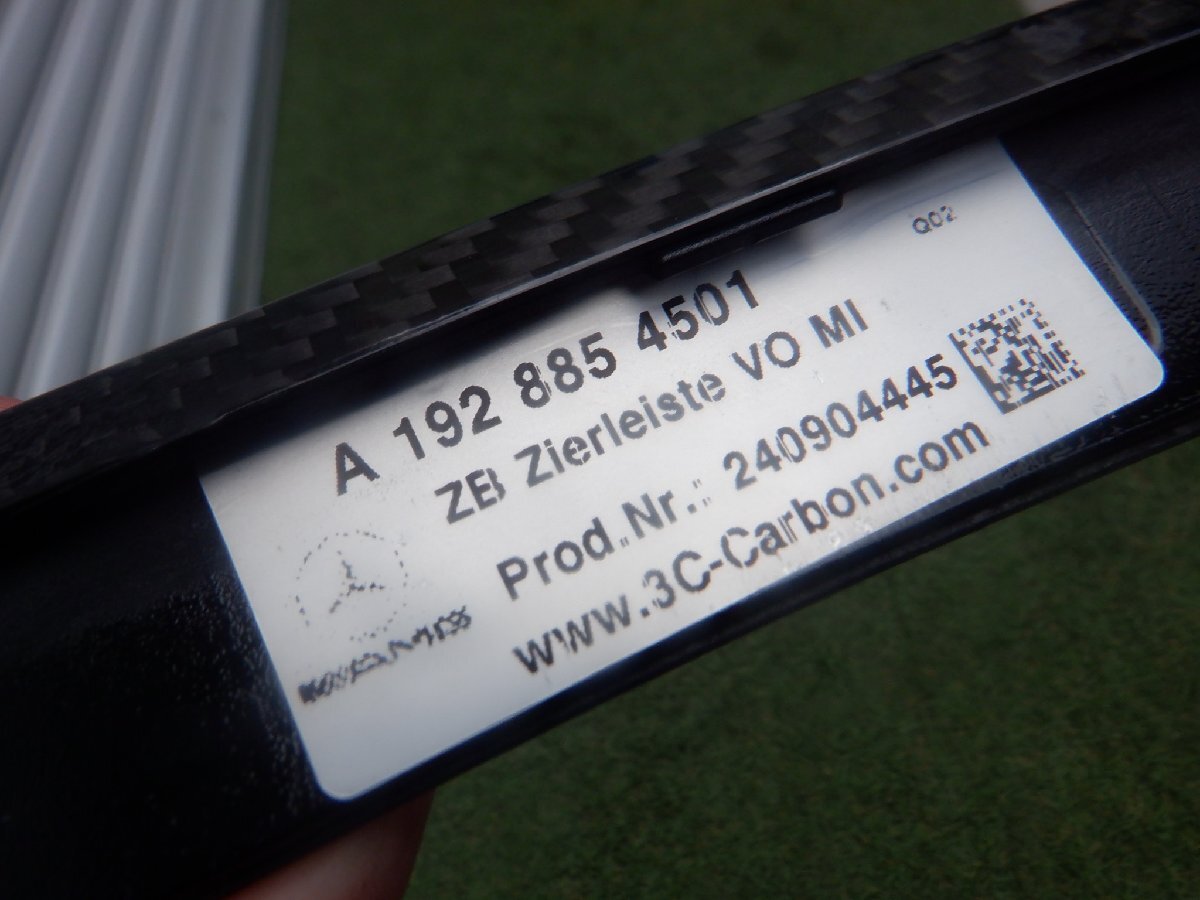 Q02
A 192 885 4501
ZB Zierleiste VO MI
Prod.Nr.: 240904445
www.3C-Carbon.com